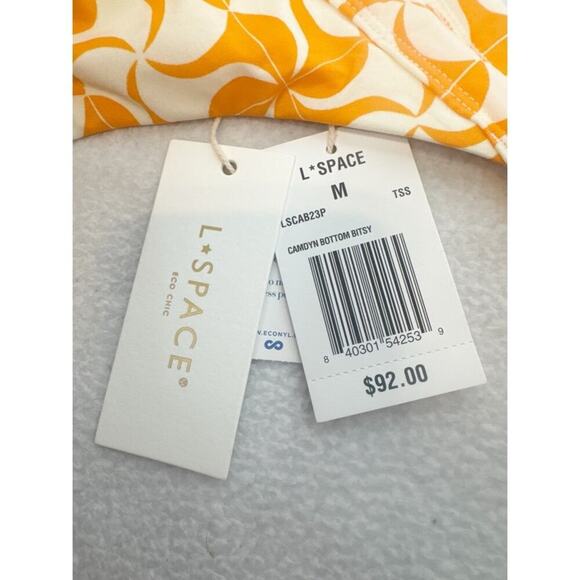 L★SPACE®
ECO CHIC
L*SPACE
M
LSCAB23P TSS
CAMDYN BOTTOM BITSY
8 40301 54253 9
$92.00